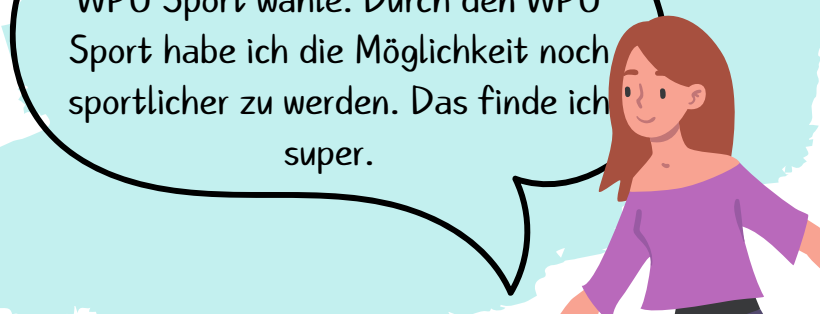 WPU Sport wähle. Durch den WPU
Sport habe ich die Möglichkeit noch
sportlicher zu werden. Das finde ich
super.